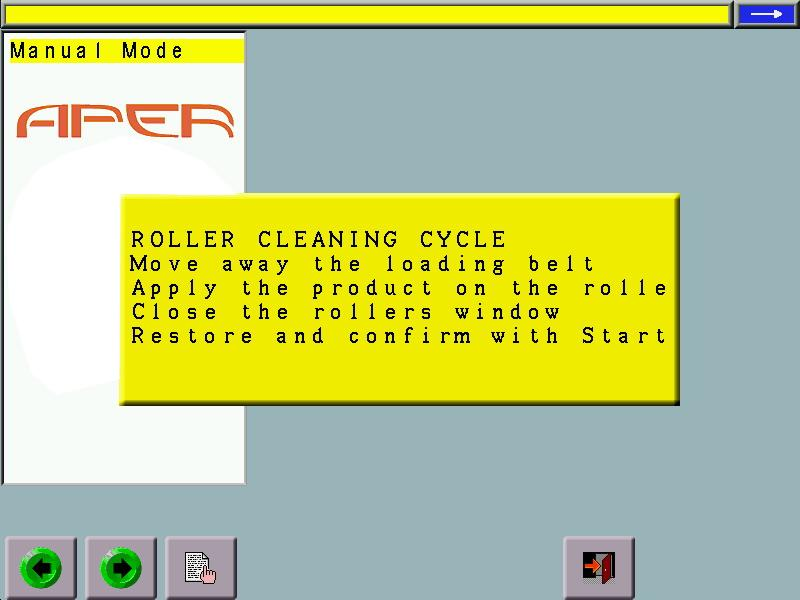 Manual Mode
APER
ROLLER CLEANING CYCLE
Move away the loading belt
Apply the product on the rolle
Close the rollers window
Restore and confirm with Start